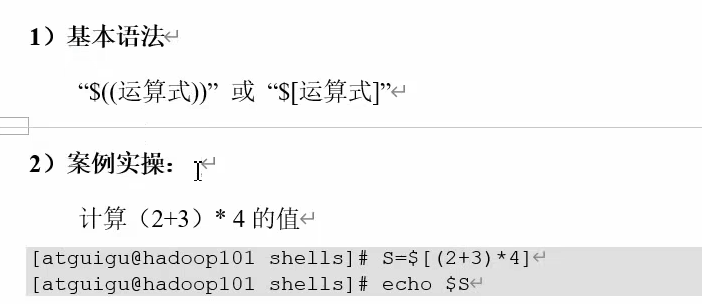 1）基本语法
“$((运算式))” 或 “$[运算式]”
2）案例实操：
计算（2+3）* 4 的值
[atguigu@hadoop101 shells]# S=$[(2+3)*4]
[atguigu@hadoop101 shells]# echo $S